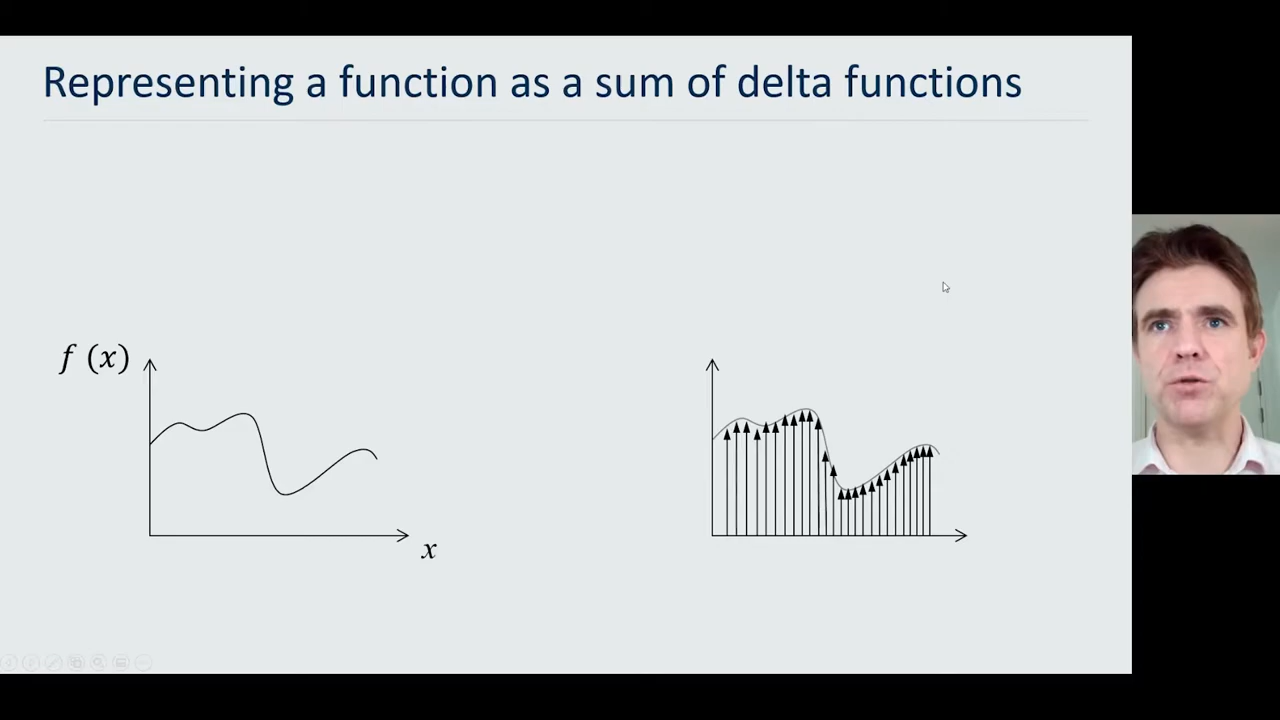 Representing a function as a sum of delta functions
f (x)
x